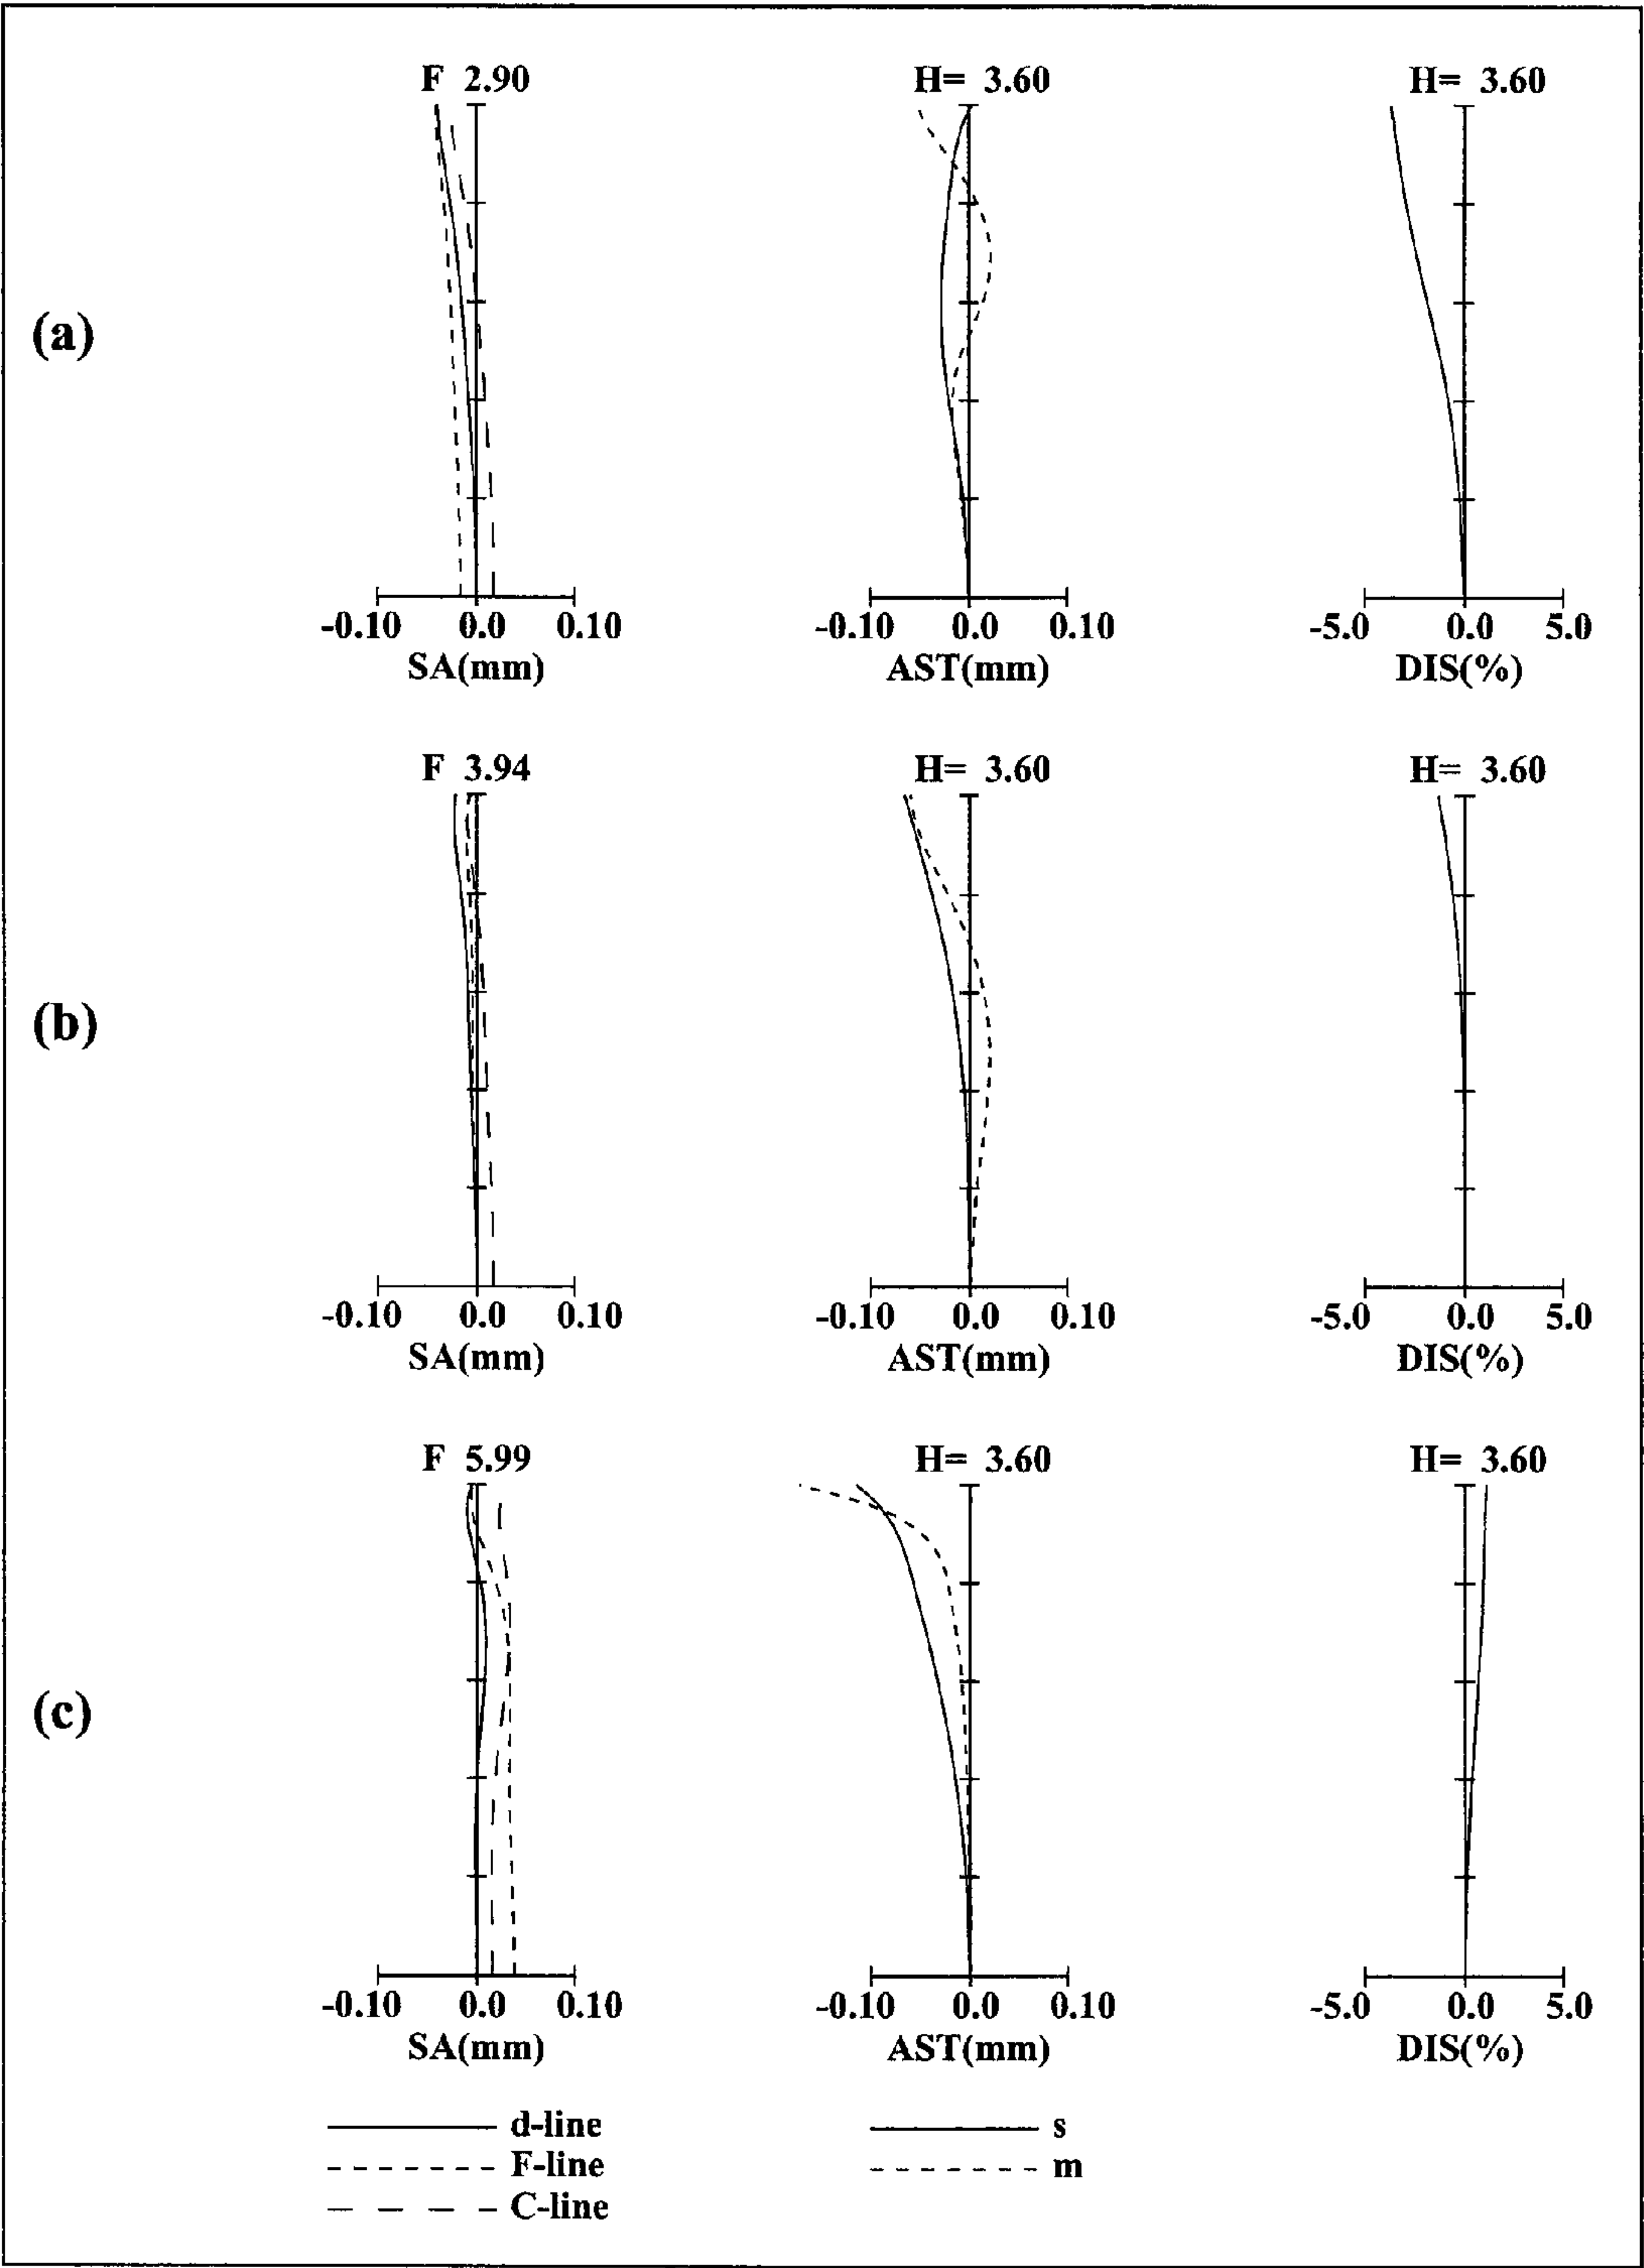 F 2.90 H= 3.60 H= 3.60
(a)
-0.10 0.0 0.10 -0.10 0.0 0.10 -5.0 0.0 5.0
SA(mm) AST(mm) DIS(%)
F 3.94 H= 3.60 H= 3.60
(b)
-0.10 0.0 0.10 -0.10 0.0 0.10 -5.0 0.0 5.0
SA(mm) AST(mm) DIS(%)
F 5.99 H= 3.60 H= 3.60
(c)
-0.10 0.0 0.10 -0.10 0.0 0.10 -5.0 0.0 5.0
SA(mm) AST(mm) DIS(%)
d-line s
F-line m
C-line